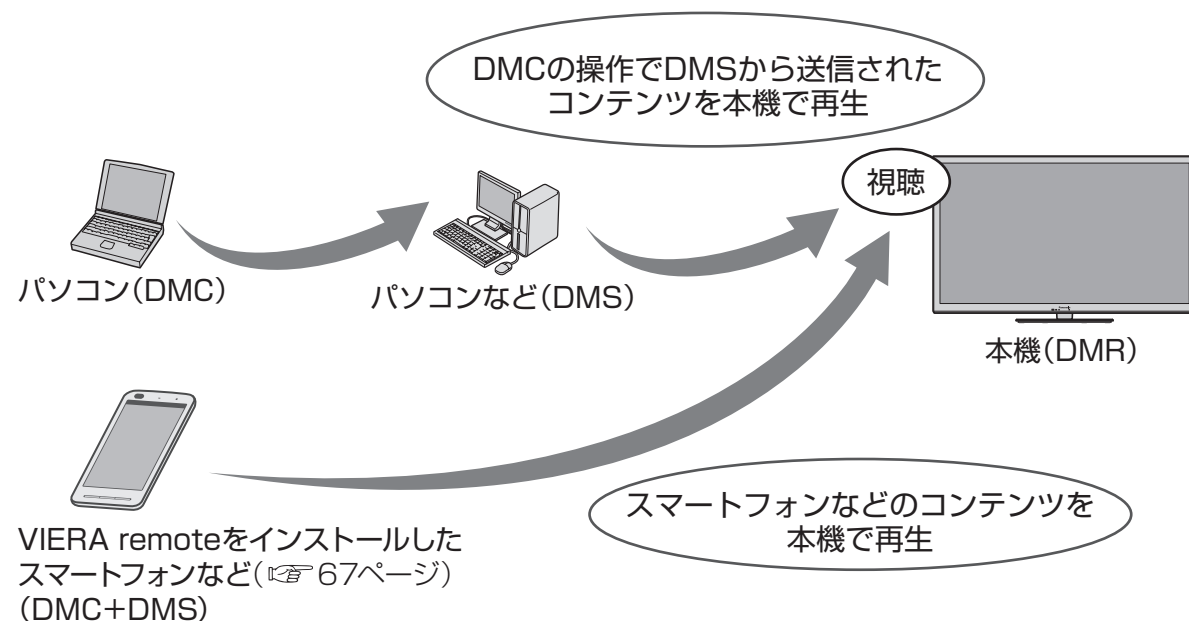 DMCの操作でDMSから送信された
コンテンツを本機で再生
視聴
パソコン(DMC)
パソコンなど(DMS)
本機(DMR)
スマートフォンなどのコンテンツを
本機で再生
VIERA remoteをインストールした
スマートフォンなど(☞67ページ)
(DMC+DMS)